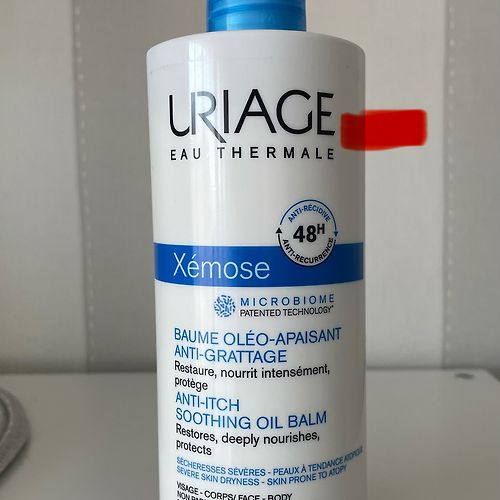 URIAGE
EAU THERMALE
ANTI-RÉCIDIVE
48H
ANTI-RECURRENCE
Xémose
MICROBIOME
PATENTED TECHNOLOGY*
BAUME OLÉO-APAISANT
ANTI-GRATTAGE
Restaure, nourrit intensément,
protège
ANTI-ITCH
SOOTHING OIL BALM
Restores, deeply nourishes,
protects
SÉCHERESSES SÉVÈRES - PEAUX À TENDANCE ATOPIQUE
SEVERE SKIN DRYNESS - SKIN PRONE TO ATOPY
VISAGE - CORPS/ FACE - BODY